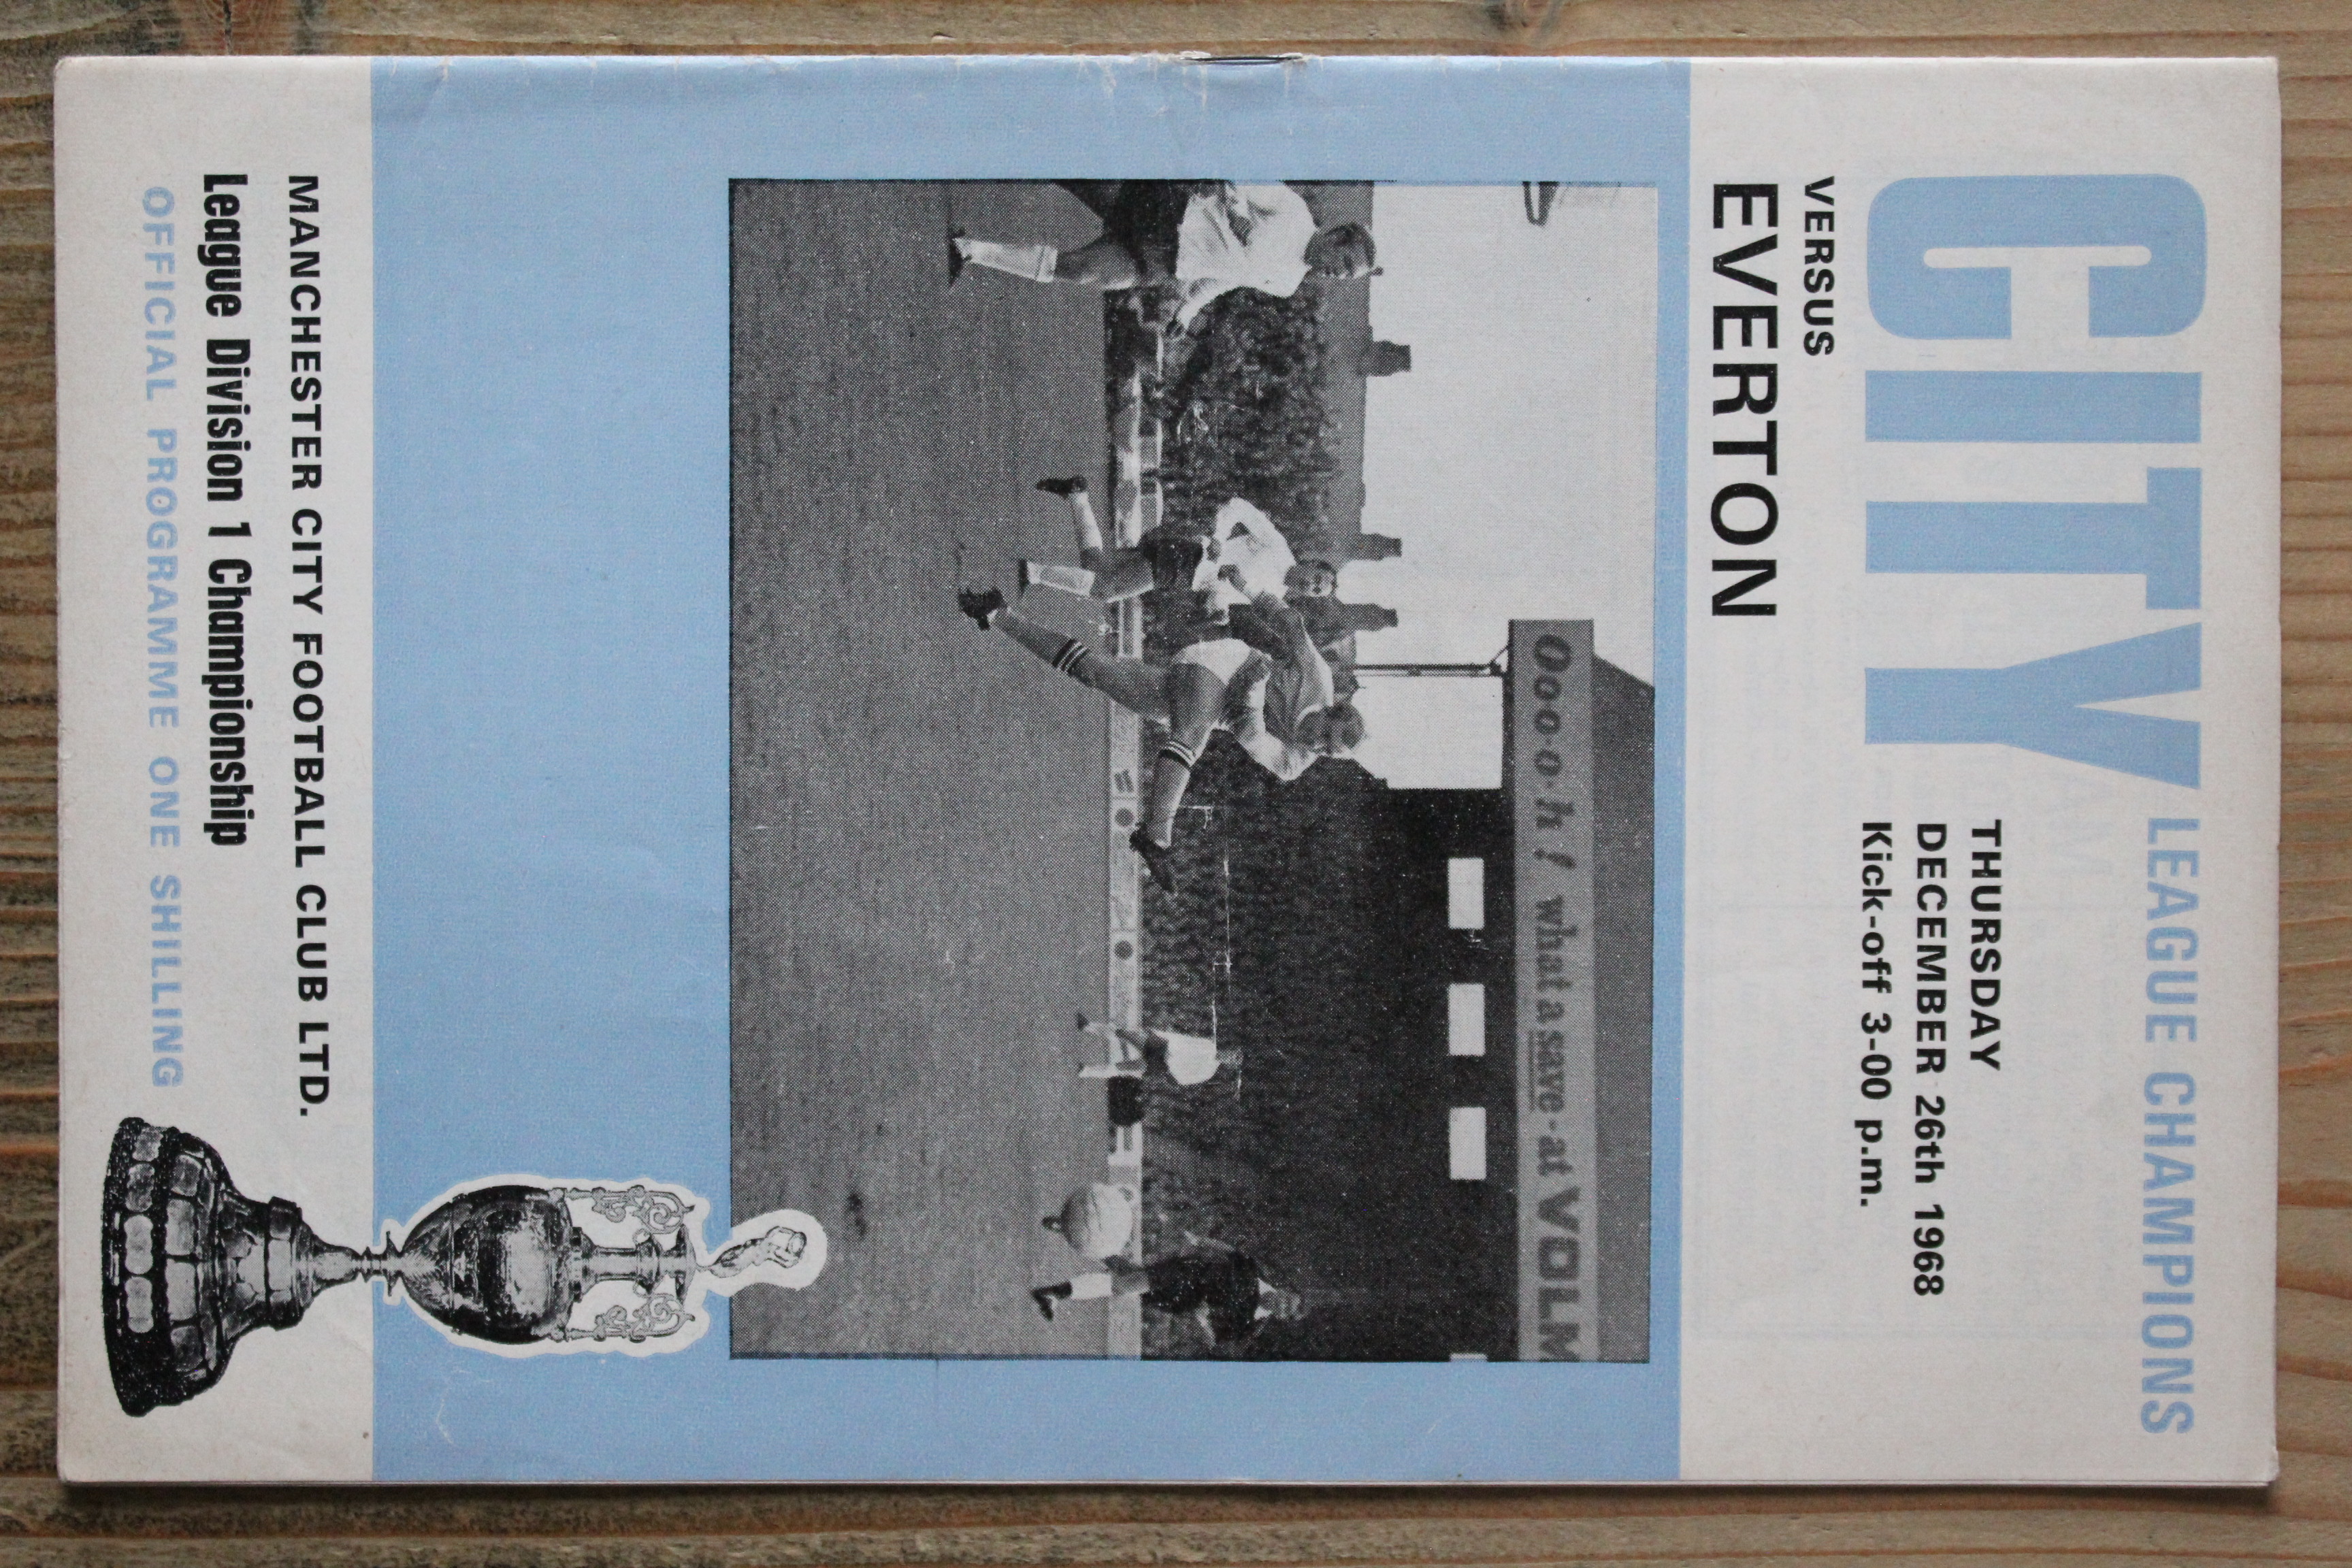 CITY
LEAGUE CHAMPIONS
THURSDAY
DECEMBER 26th 1968
Kick-off 3-00 p.m.
VERSUS
EVERTON
Ooo·o·h! what a save - at VOLM
MANCHESTER CITY FOOTBALL CLUB LTD.
League Division 1 Championship
OFFICIAL PROGRAMME ONE SHILLING